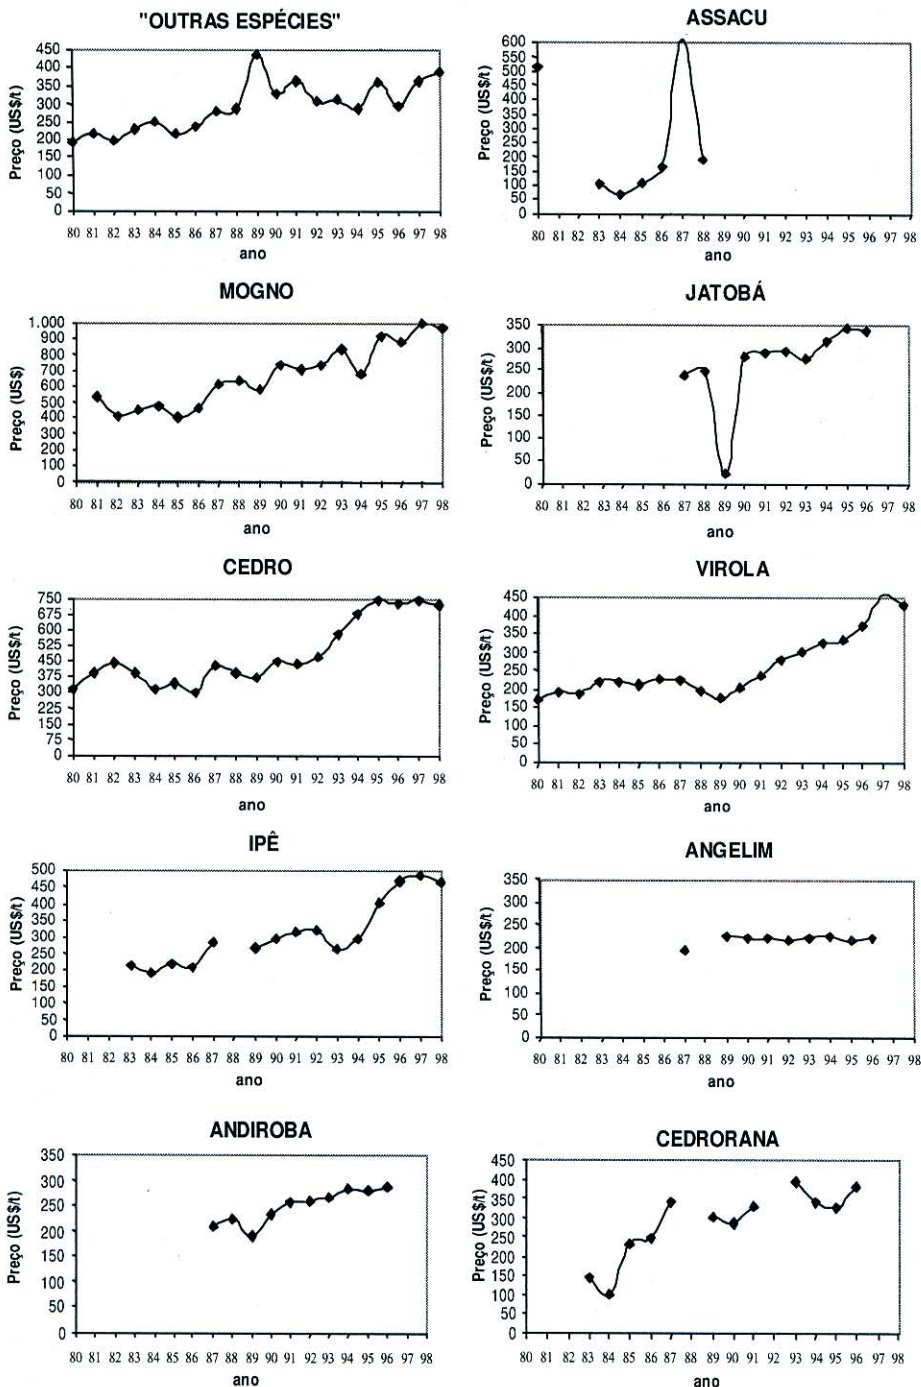 "OUTRAS ESPÉCIES"
Preço (US$/t)
450
400
350
300
250
200
150
100
50
0
80 81 82 83 84 85 86 87 88 89 90 91 92 93 94 95 96 97 98
ano
ASSACU
Preço (US$/t)
600
550
500
450
400
350
300
250
200
150
100
50
0
80 81 82 83 84 85 86 87 88 89 90 91 92 93 94 95 96 97 98
ano
MOGNO
Preço (US$)
1.000
900
800
700
600
500
400
300
200
100
0
80 81 82 83 84 85 86 87 88 89 90 91 92 93 94 95 96 97 98
ano
JATOBÁ
Preço (US$/t)
350
300
250
200
150
100
50
0
80 81 82 83 84 85 86 87 88 89 90 91 92 93 94 95 96 97 98
ano
CEDRO
Preço (US$/t)
750
675
600
525
450
375
300
225
150
75
0
80 81 82 83 84 85 86 87 88 89 90 91 92 93 94 95 96 97 98
ano
VIROLA
Preço (US$/t)
450
400
350
300
250
200
150
100
50
0
80 81 82 83 84 85 86 87 88 89 90 91 92 93 94 95 96 97 98
ano
IPÊ
Preço (US$/t)
500
450
400
350
300
250
200
150
100
50
0
80 81 82 83 84 85 86 87 88 89 90 91 92 93 94 95 96 97 98
ano
ANGELIM
Preço (US$/t)
350
300
250
200
150
100
50
0
80 81 82 83 84 85 86 87 88 89 90 91 92 93 94 95 96 97 98
ano
ANDIROBA
Preço (US$/t)
350
300
250
200
150
100
50
0
80 81 82 83 84 85 86 87 88 89 90 91 92 93 94 95 96 97 98
ano
CEDRORANA
Preço (US$/t)
450
400
350
300
250
200
150
100
50
0
80 81 82 83 84 85 86 87 88 89 90 91 92 93 94 95 96 97 98
ano